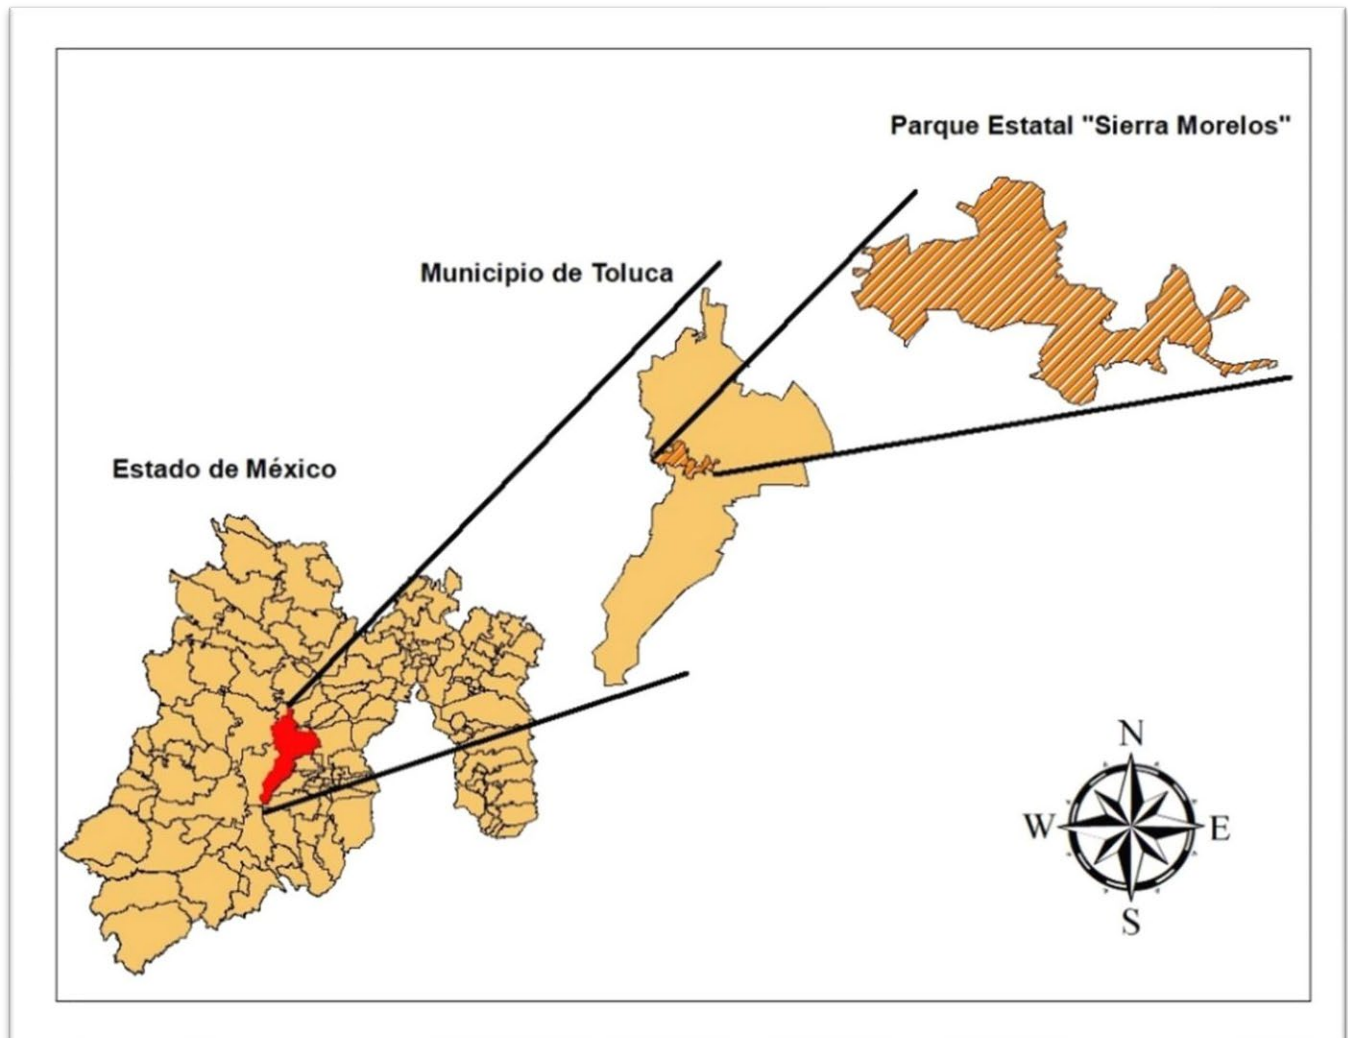 Parque Estatal "Sierra Morelos"
Municipio de Toluca
Estado de México
N
W
E
S